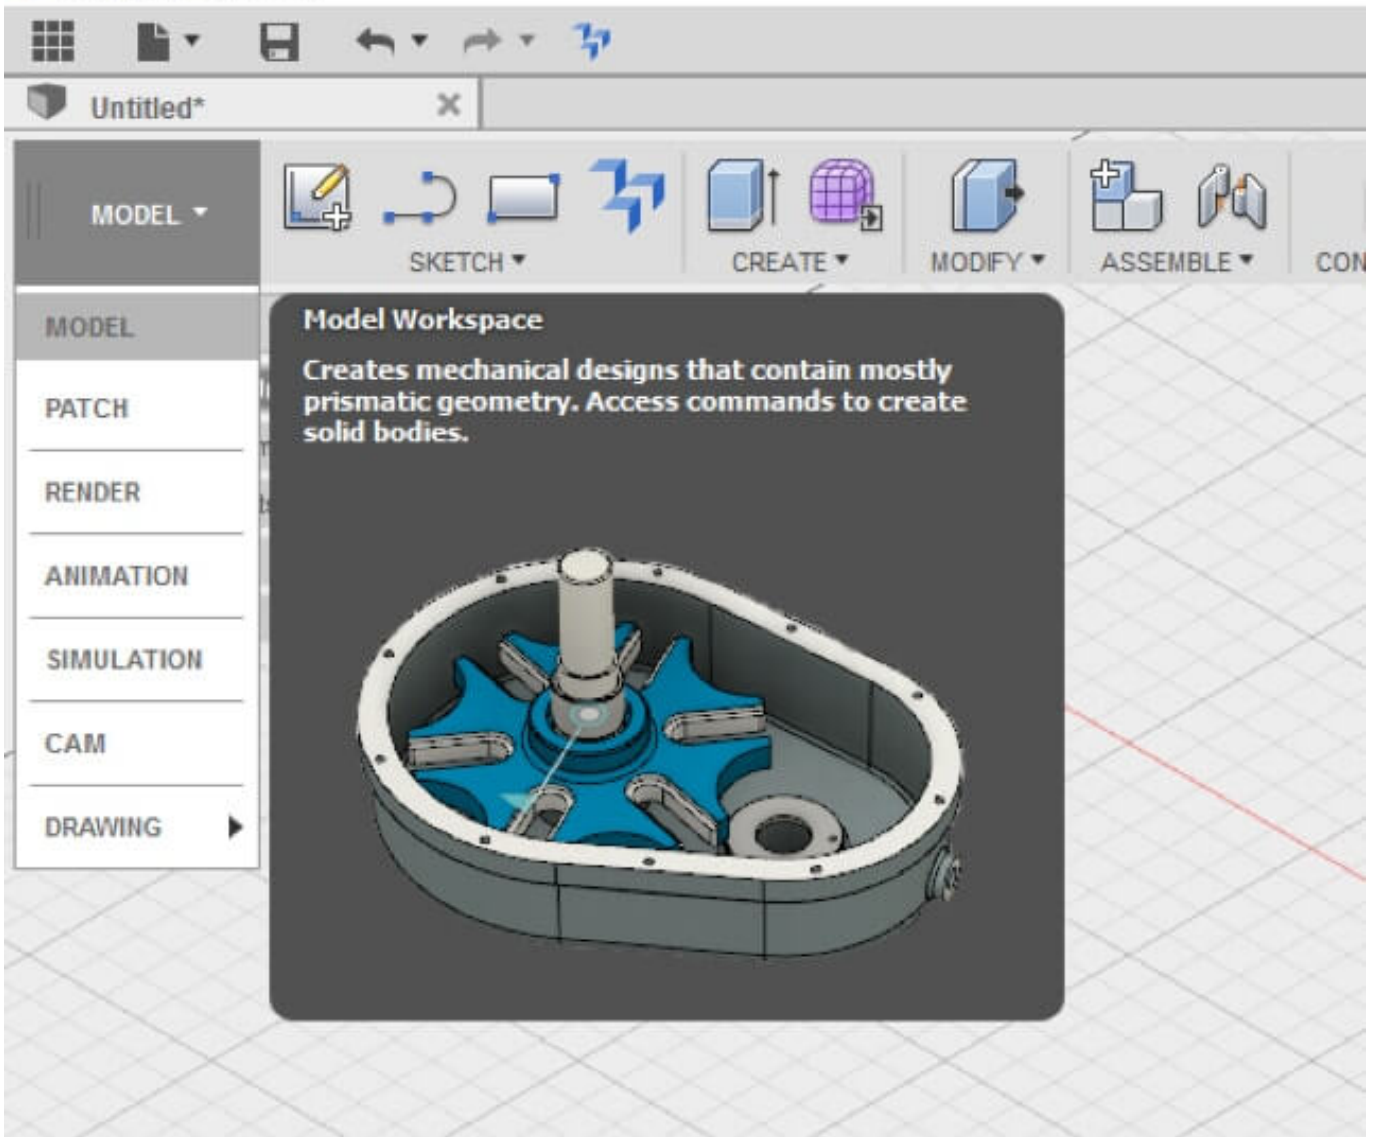 Untitled*
MODEL
SKETCH
CREATE
MODIFY
ASSEMBLE
CON
MODEL
PATCH
RENDER
ANIMATION
SIMULATION
CAM
DRAWING
Model Workspace
Creates mechanical designs that contain mostly
prismatic geometry. Access commands to create
solid bodies.